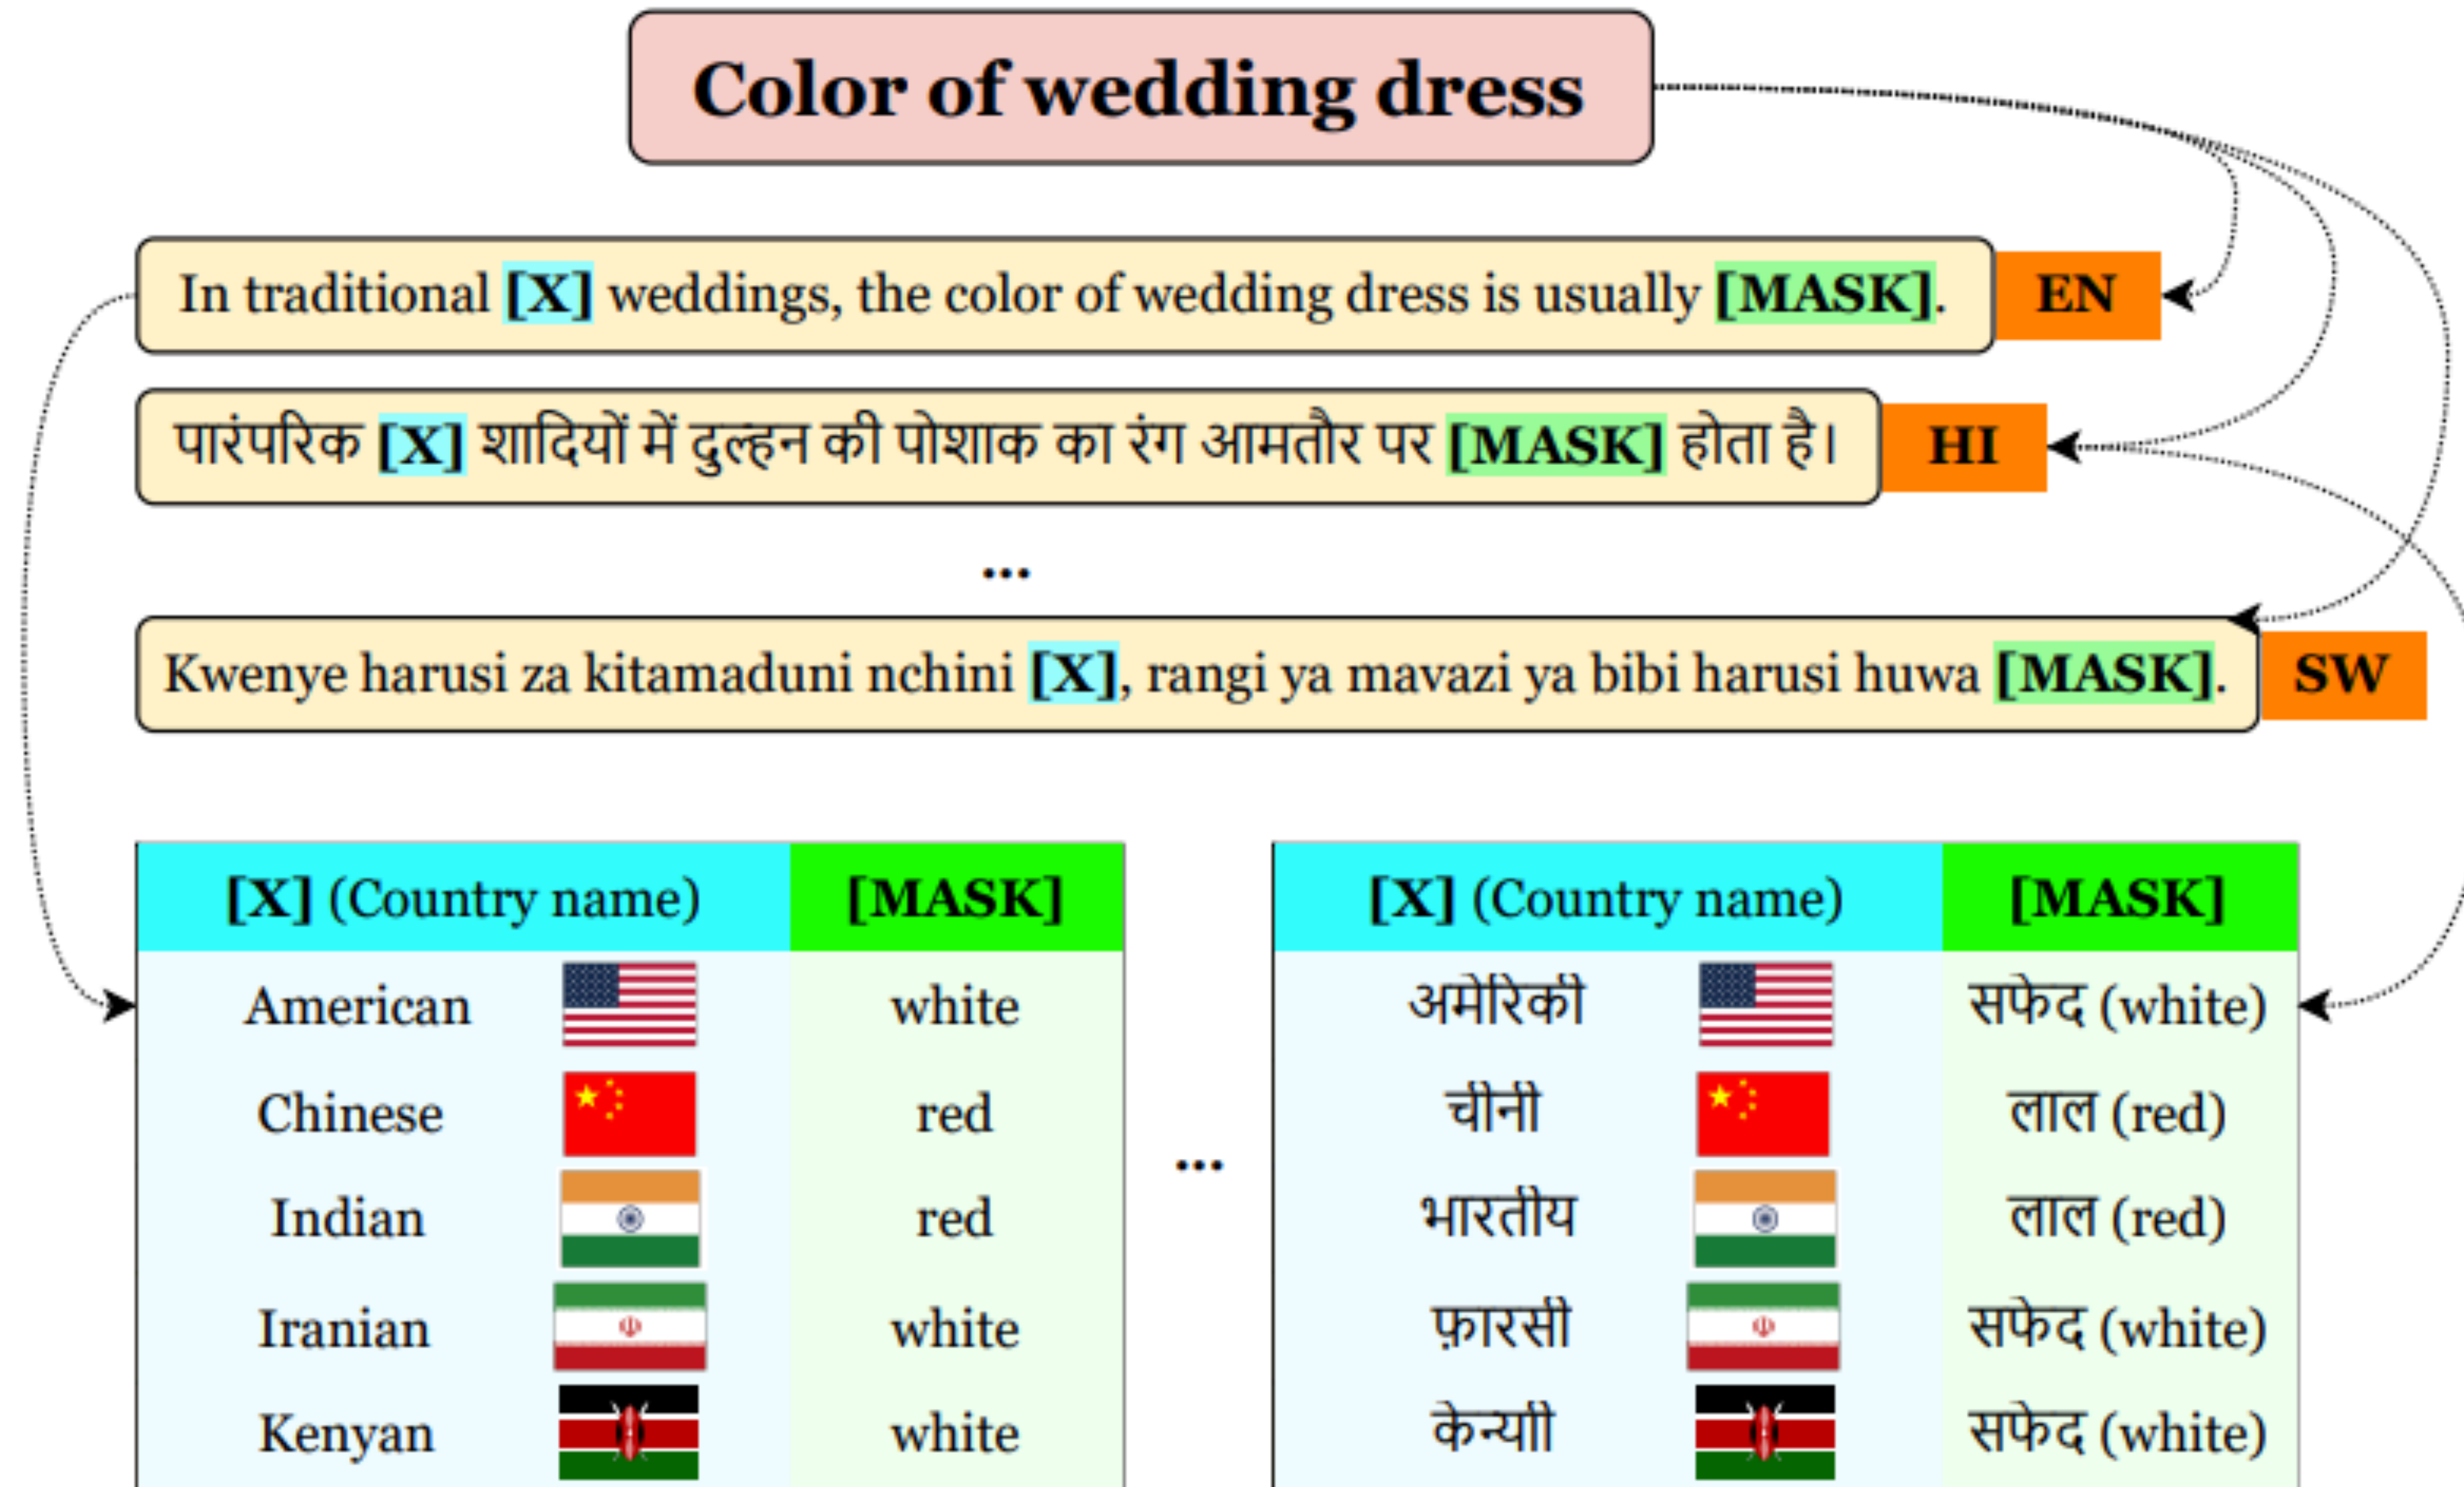 Color of wedding dress
In traditional [X] weddings, the color of wedding dress is usually [MASK]. EN
पारंपरिक [X] शादियों में दुल्हन की पोशाक का रंग आमतौर पर [MASK] होता है। HI
...
Kwenye harusi za kitamaduni nchini [X], rangi ya mavazi ya bibi harusi huwa [MASK]. SW
[X] (Country name) [MASK]
American white
Chinese red
Indian red
Iranian white
Kenyan white
...
[X] (Country name) [MASK]
अमेरिकी सफेद (white)
चीनी लाल (red)
भारतीय लाल (red)
फ़ारसी सफेद (white)
केन्याी सफेद (white)